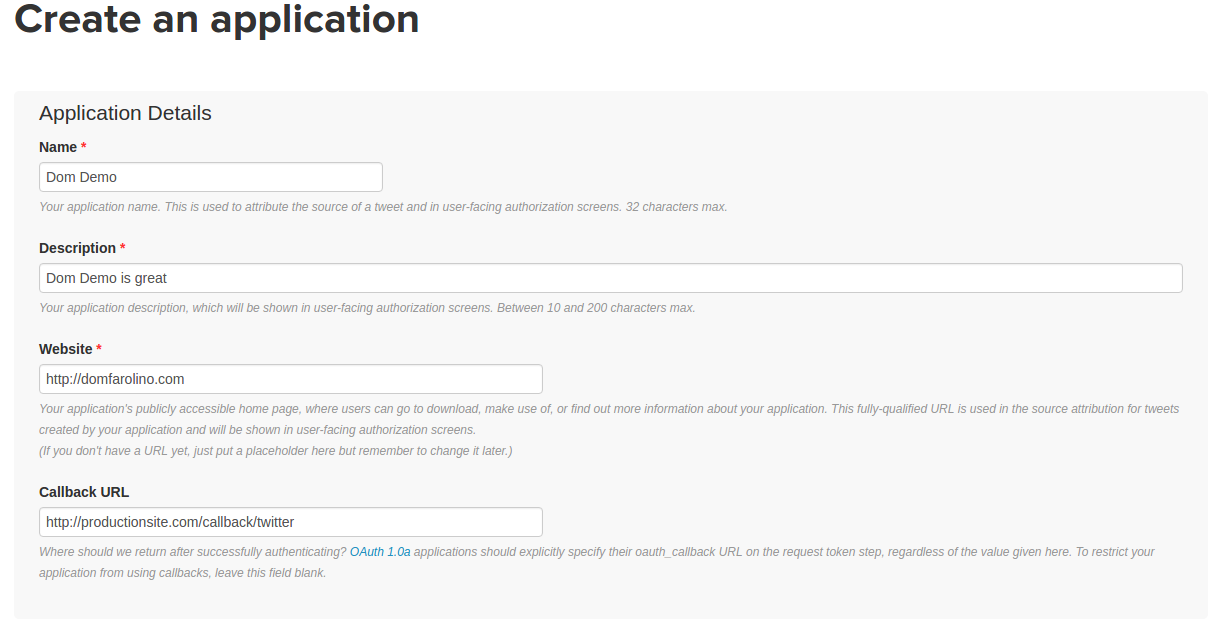 Create an application
Application Details
Name *
Dom Demo
Your application name. This is used to attribute the source of a tweet and in user-facing authorization screens. 32 characters max.
Description *
Dom Demo is great
Your application description, which will be shown in user-facing authorization screens. Between 10 and 200 characters max.
Website *
http://domfarolino.com
Your application's publicly accessible home page, where users can go to download, make use of, or find out more information about your application. This fully-qualified URL is used in the source attribution for tweets
created by your application and will be shown in user-facing authorization screens.
(If you don't have a URL yet, just put a placeholder here but remember to change it later.)
Callback URL
http://productionsite.com/callback/twitter
Where should we return after successfully authenticating? OAuth 1.0a applications should explicitly specify their oauth_callback URL on the request token step, regardless of the value given here. To restrict your
application from using callbacks, leave this field blank.